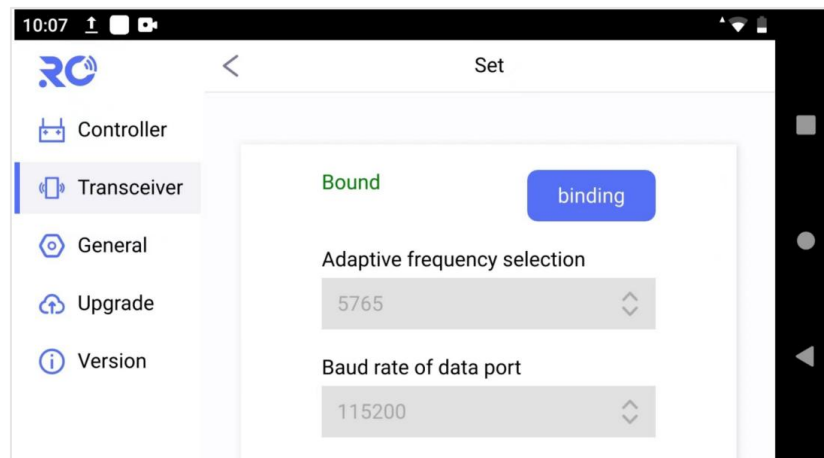 10:07
RC
Set
Controller
Transceiver
General
Upgrade
Version
Bound
binding
Adaptive frequency selection
5765
Baud rate of data port
115200